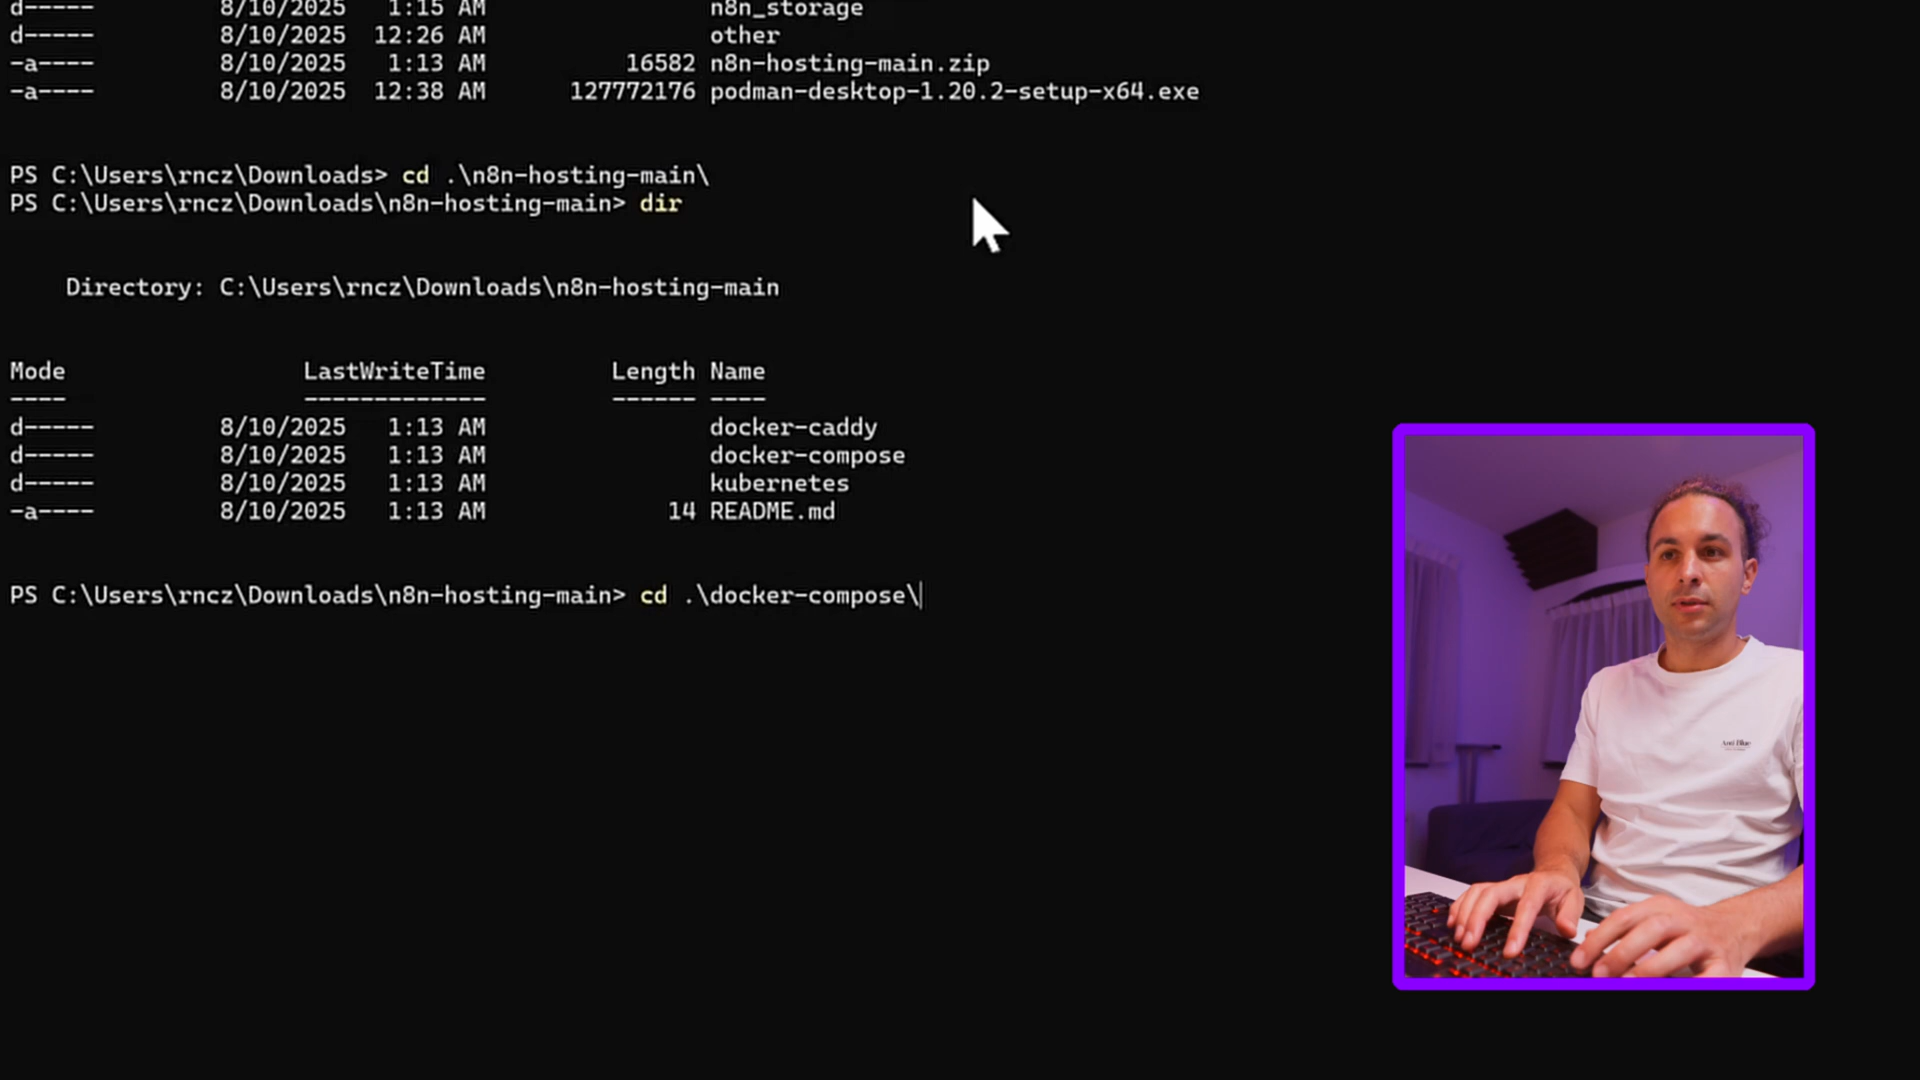 d-----          8/10/2025   1:15 AM                n8n_storage
d-----          8/10/2025  12:26 AM                other
-a----          8/10/2025   1:13 AM          16582 n8n-hosting-main.zip
-a----          8/10/2025  12:38 AM      127772176 podman-desktop-1.20.2-setup-x64.exe
PS C:\Users\rncz\Downloads> cd .\n8n-hosting-main\
PS C:\Users\rncz\Downloads\n8n-hosting-main> dir
    Directory: C:\Users\rncz\Downloads\n8n-hosting-main
Mode                 LastWriteTime         Length Name
----                 -------------         ------ ----
d-----         8/10/2025   1:13 AM                docker-caddy
d-----         8/10/2025   1:13 AM                docker-compose
d-----         8/10/2025   1:13 AM                kubernetes
-a----         8/10/2025   1:13 AM             14 README.md
PS C:\Users\rncz\Downloads\n8n-hosting-main> cd .\docker-compose\